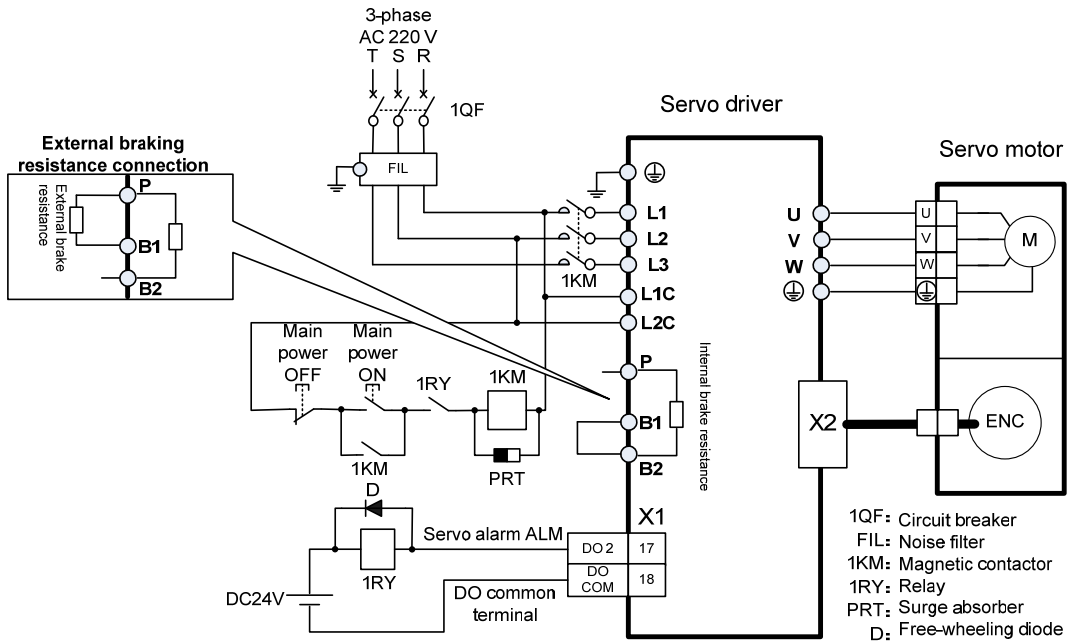 3-phase
AC 220 V
T S R
1QF
Servo driver
External braking
resistance connection
P
External brake
resistance
B1
B2
FIL
Servo motor
L1
L2
L3
1KM
L1C
L2C
U
V
W
U
V
W
M
Main
power
OFF
Main
power
ON
1RY
1KM
1KM
PRT
P
B1
B2
Internal brake resistance
X2
ENC
D
1RY
Servo alarm ALM
DC24V
DO common
terminal
X1
DO 2
17
DO
COM
18
1QF: Circuit breaker
FIL: Noise filter
1KM: Magnetic contactor
1RY: Relay
PRT: Surge absorber
D: Free-wheeling diode